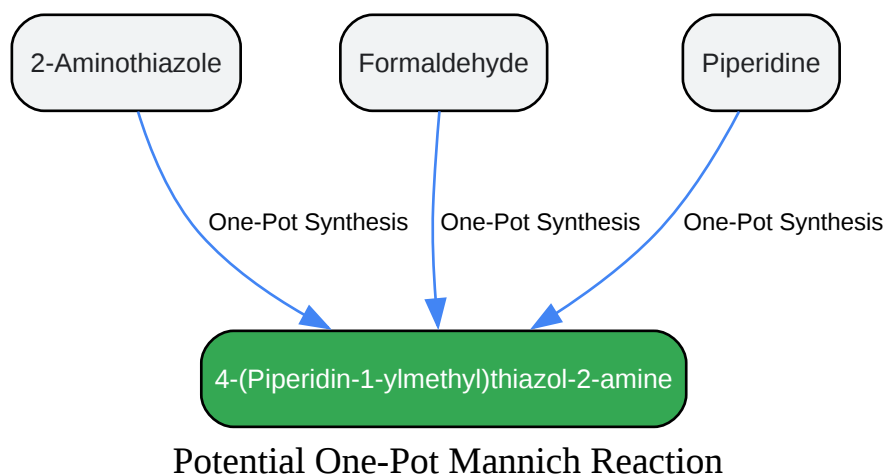 2-Aminothiazole
Formaldehyde
Piperidine
One-Pot Synthesis
One-Pot Synthesis
One-Pot Synthesis
4-(Piperidin-1-ylmethyl)thiazol-2-amine
Potential One-Pot Mannich Reaction